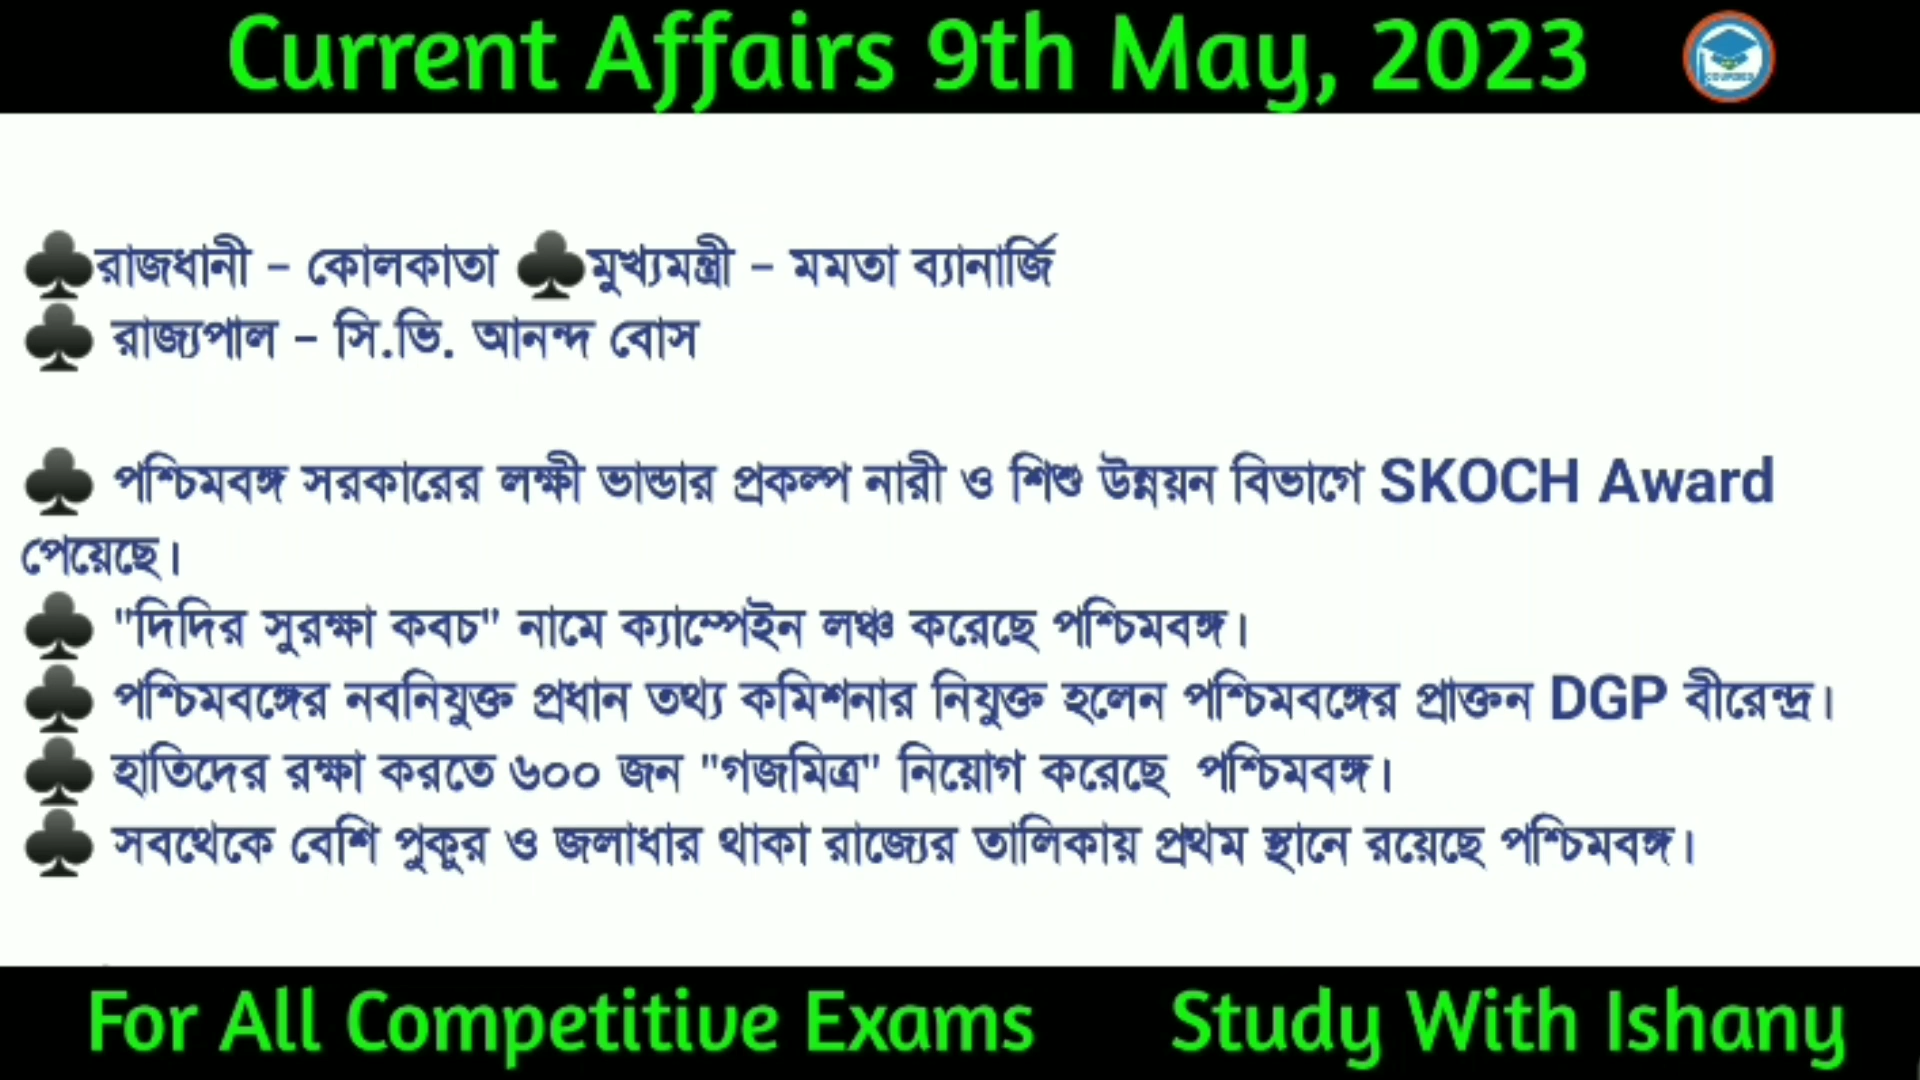 Current Affairs 9th May, 2023
COURSES
♣রাজধানী - কোলকাতা ♣মুখ্যমন্ত্রী - মমতা ব্যানার্জি
♣ রাজ্যপাল - সি.ভি. আনন্দ বোস
♣ পশ্চিমবঙ্গ সরকারের লক্ষী ভান্ডার প্রকল্প নারী ও শিশু উন্নয়ন বিভাগে SKOCH Award
পেয়েছে।
♣ "দিদির সুরক্ষা কবচ" নামে ক্যাম্পেইন লঞ্চ করেছে পশ্চিমবঙ্গ।
♣ পশ্চিমবঙ্গের নবনিযুক্ত প্রধান তথ্য কমিশনার নিযুক্ত হলেন পশ্চিমবঙ্গের প্রাক্তন DGP বীরেন্দ্র।
♣ হাতিদের রক্ষা করতে ৬০০ জন "গজমিত্র" নিয়োগ করেছে পশ্চিমবঙ্গ।
♣ সবথেকে বেশি পুকুর ও জলাধার থাকা রাজ্যের তালিকায় প্রথম স্থানে রয়েছে পশ্চিমবঙ্গ।
For All Competitive Exams Study With Ishany